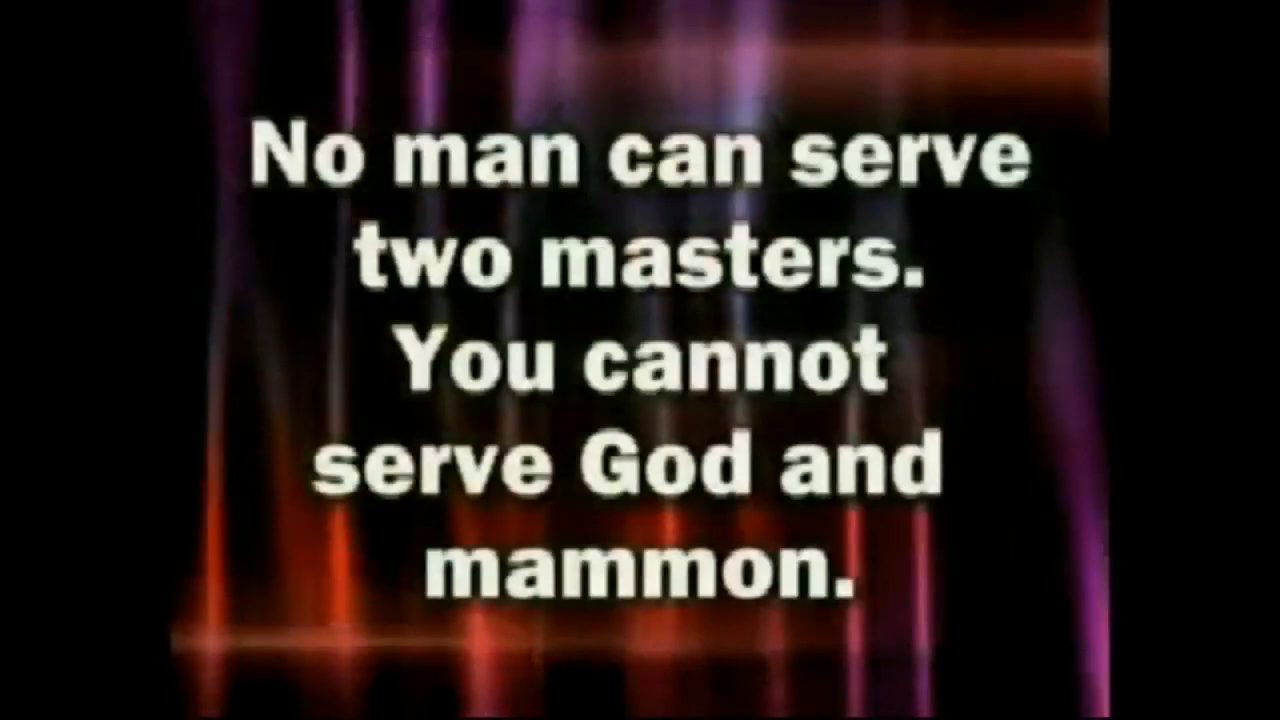 No man can serve
two masters.
You cannot
serve God and
mammon.